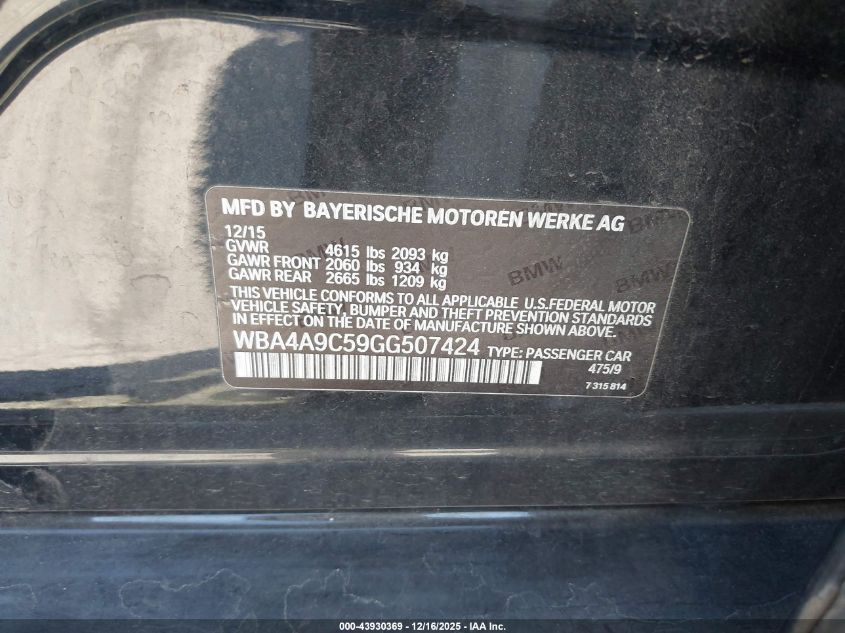 MFD BY BAYERISCHE MOTOREN WERKE AG
12/15
GVWR 4615 lbs 2093 kg
GAWR FRONT 2060 lbs 934 kg
GAWR REAR 2665 lbs 1209 kg
THIS VEHICLE CONFORMS TO ALL APPLICABLE U.S.FEDERAL MOTOR
VEHICLE SAFETY, BUMPER AND THEFT PREVENTION STANDARDS
IN EFFECT ON THE DATE OF MANUFACTURE SHOWN ABOVE.
WBA4A9C59GG507424 TYPE: PASSENGER CAR
475/9
7 315 814
BMW
BMW
000-43930369 - 12/16/2025 - IAA Inc.